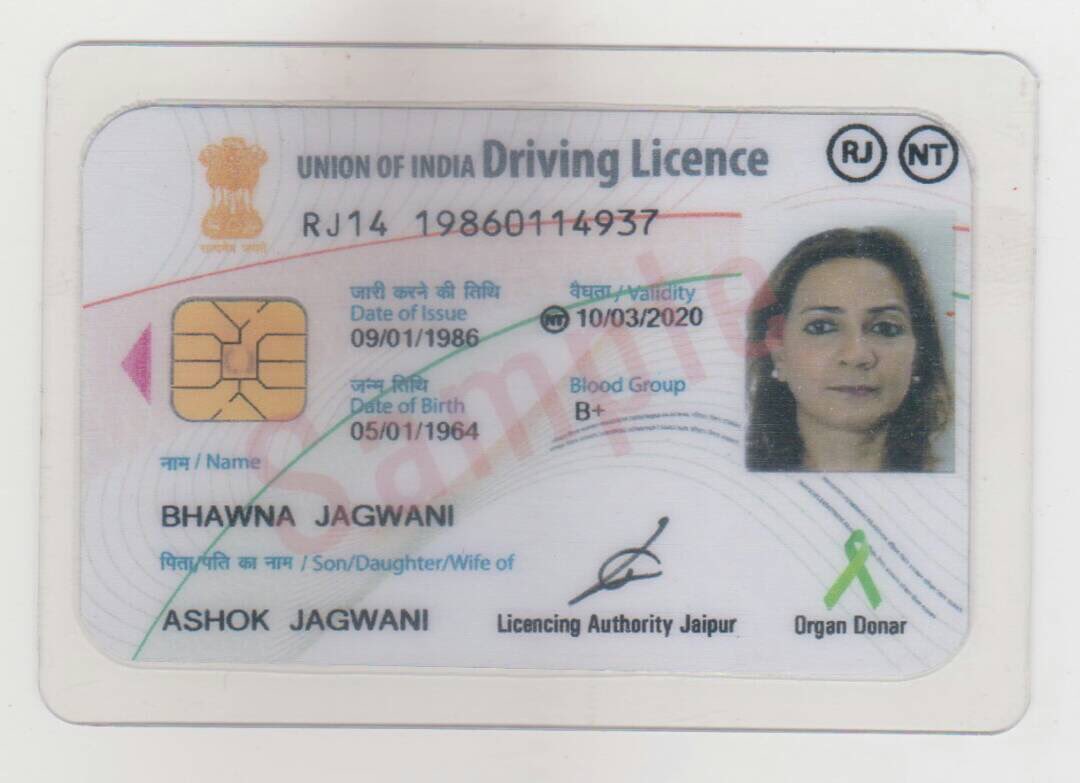 UNION OF INDIA Driving Licence
RJ NT
RJ14 19860114937
सत्यमेव जयते
जारी करने की तिथि
Date of Issue
09/01/1986
वैघता / Validity
NT 10/03/2020
जन्म तिथि
Date of Birth
05/01/1964
Blood Group
B+
Sample
नाम / Name
BHAWNA JAGWANI
पिता/पति का नाम / Son/Daughter/Wife of
ASHOK JAGWANI
Licencing Authority Jaipur
Organ Donar